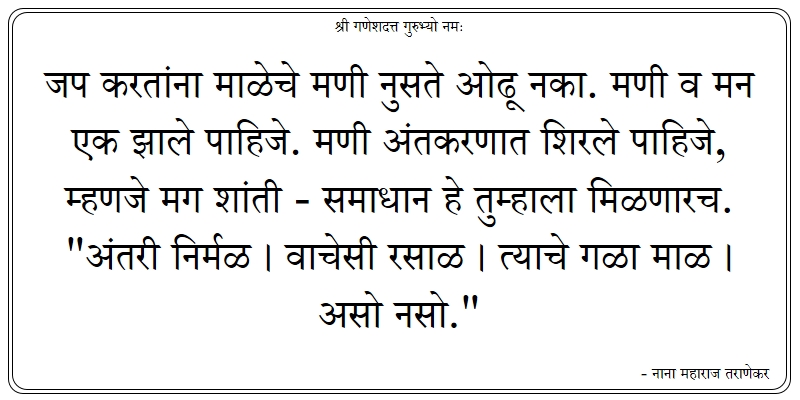 श्री गणेशदत्त गुरुभ्यो नमः
जप करतांना माळेचे मणी नुसते ओढू नका. मणी व मन
एक झाले पाहिजे. मणी अंतकरणात शिरले पाहिजे,
म्हणजे मग शांती - समाधान हे तुम्हाला मिळणारच.
"अंतरी निर्मळ । वाचेसी रसाळ । त्याचे गळा माळ ।
असो नसो."
- नाना महाराज तराणेकर